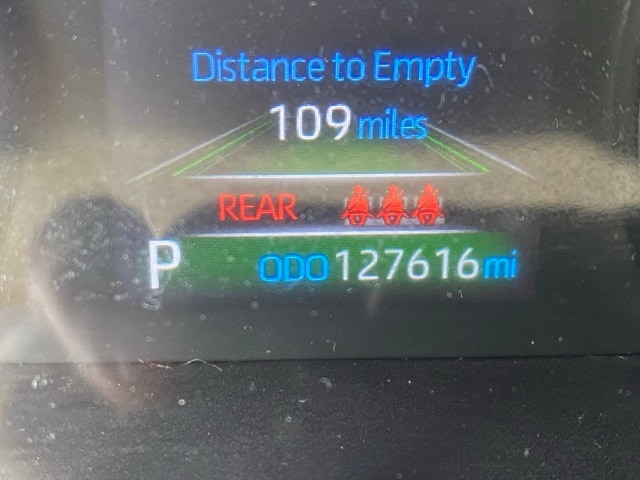 Distance to Empty
109 miles
REAR
P
ODO 127616 mi